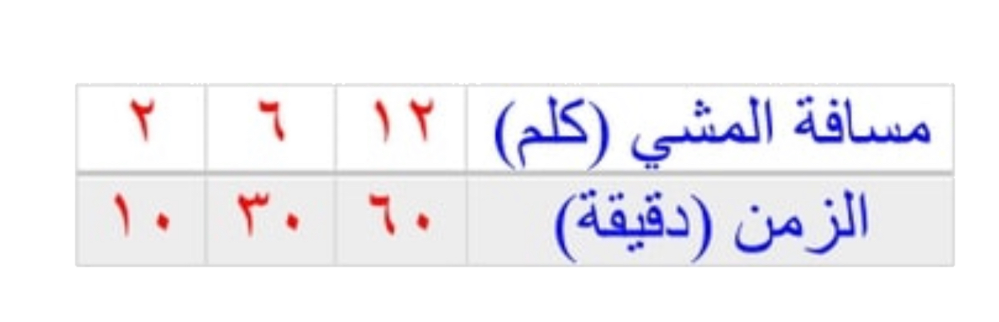 مسافة المشي (كلم) ١٢ ٦ ٢
الزمن (دقيقة) ٦٠ ٣٠ ١٠